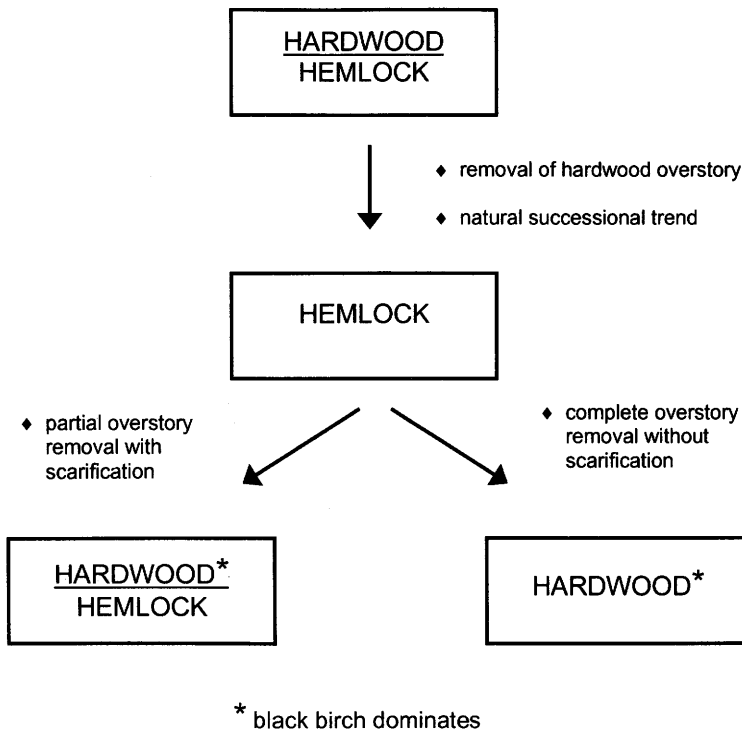 HARDWOOD
HEMLOCK
♦ removal of hardwood overstory
♦ natural successional trend
HEMLOCK
♦ partial overstory
removal with
scarification
♦ complete overstory
removal without
scarification
HARDWOOD*
HEMLOCK
HARDWOOD*
* black birch dominates